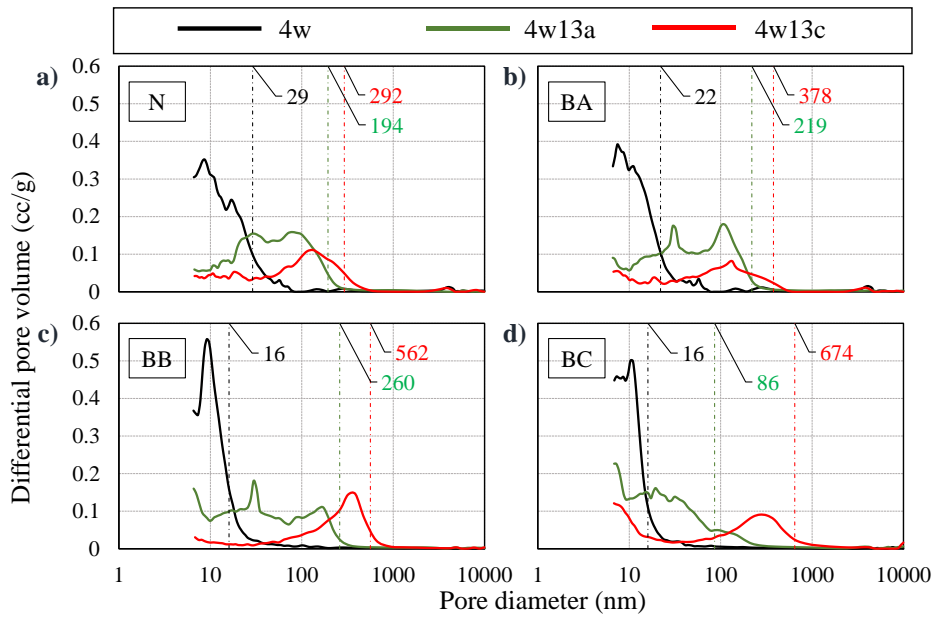 4w 4w13a 4w13c
a) b)
Differential pore volume (cc/g)
0.6
0.5
0.4
0.3
0.2
0.1
0
N
29
292
194
BA
22
378
219
c) d)
0.6
0.5
0.4
0.3
0.2
0.1
0
BB
16
562
260
BC
16
674
86
1 10 100 1000 10000
1 10 100 1000 10000
Pore diameter (nm)